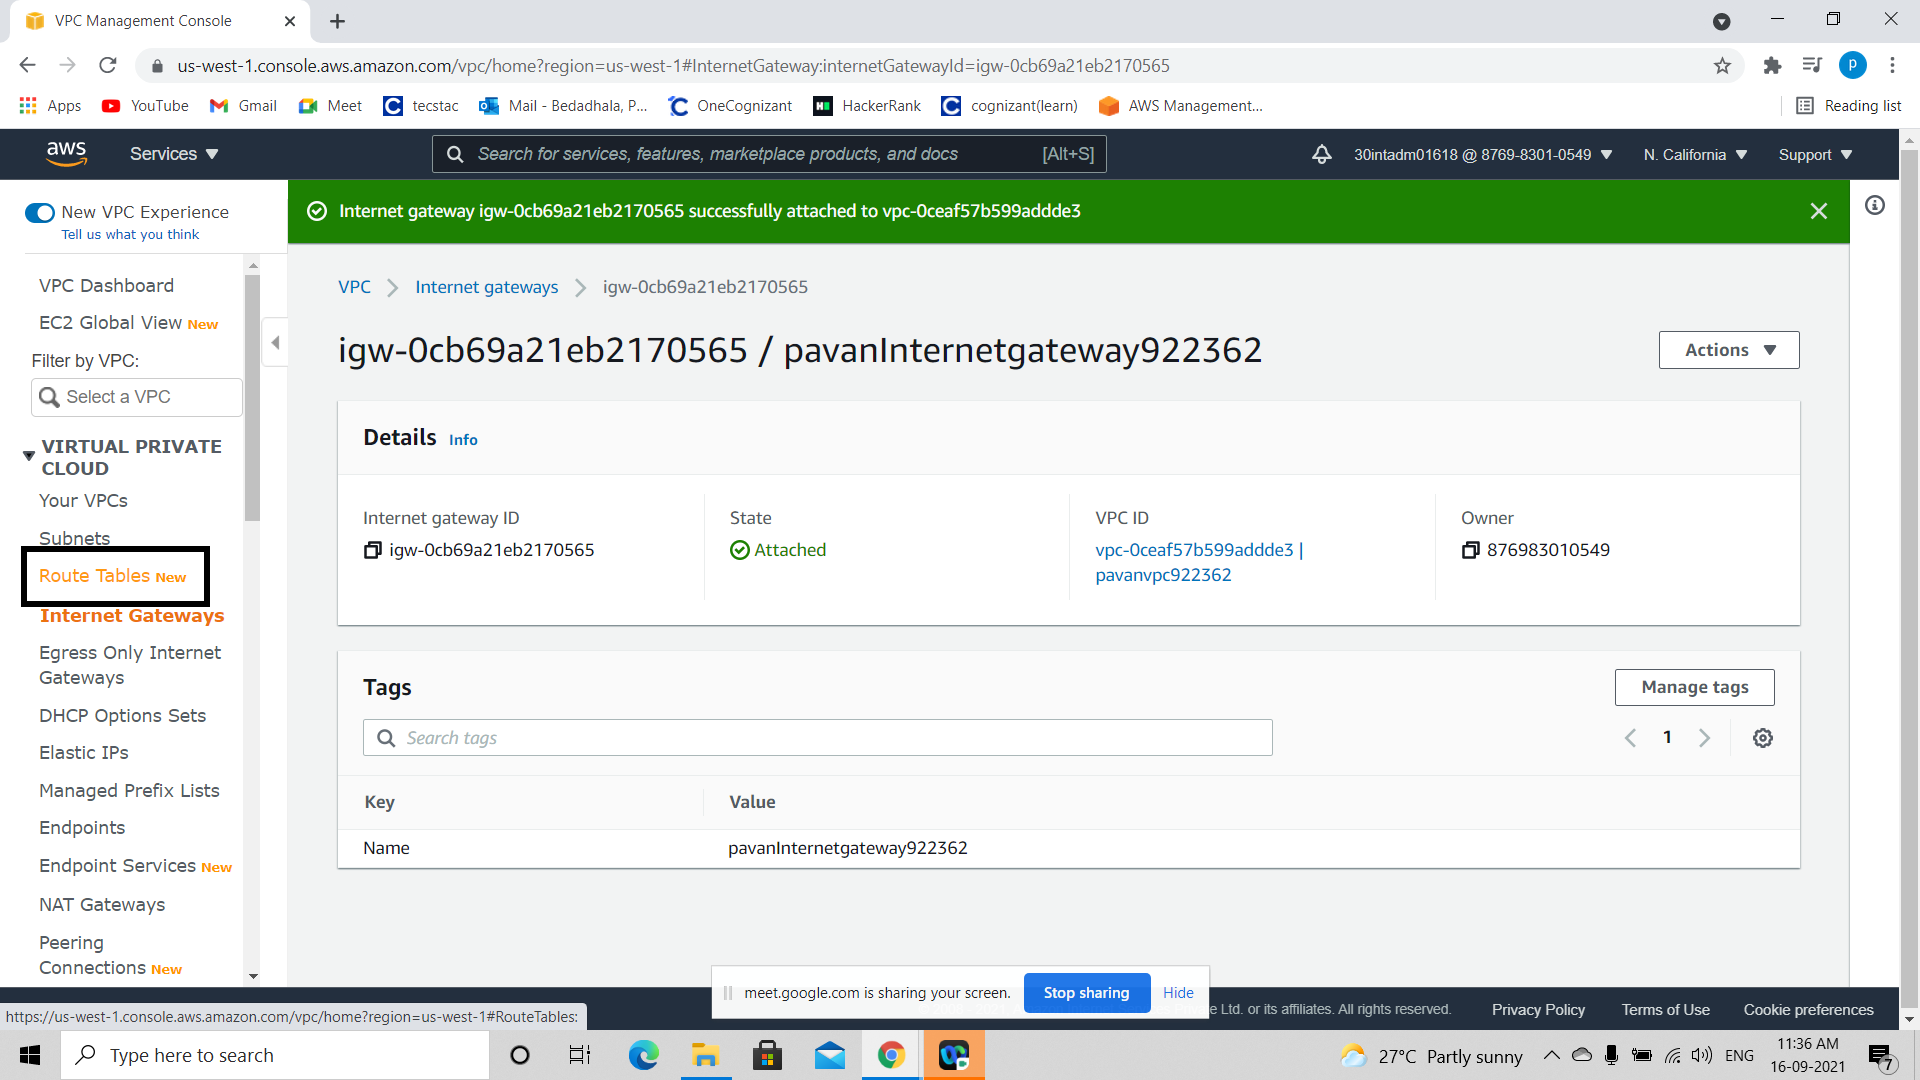 VPC Management Console
us-west-1.console.aws.amazon.com/vpc/home?region=us-west-1#InternetGateway:internetGatewayId=igw-0cb69a21eb2170565
p
Apps
YouTube
Gmail
Meet
tecstac
Mail - Bedadhala, P...
OneCognizant
HackerRank
cognizant(learn)
AWS Management...
Reading list
aws
Services
Search for services, features, marketplace products, and docs
[Alt+S]
30intadm01618 @ 8769-8301-0549
N. California
Support
New VPC Experience
Tell us what you think
Internet gateway igw-0cb69a21eb2170565 successfully attached to vpc-0ceaf57b599addde3
VPC Dashboard
EC2 Global View New
Filter by VPC:
Select a VPC
VIRTUAL PRIVATE
CLOUD
Your VPCs
Subnets
Route Tables New
Internet Gateways
Egress Only Internet
Gateways
DHCP Options Sets
Elastic IPs
Managed Prefix Lists
Endpoints
Endpoint Services New
NAT Gateways
Peering
Connections New
VPC
Internet gateways
igw-0cb69a21eb2170565
igw-0cb69a21eb2170565 / pavanInternetgateway922362
Actions
Details Info
Internet gateway ID
igw-0cb69a21eb2170565
State
Attached
VPC ID
vpc-0ceaf57b599addde3 |
pavanvpc922362
Owner
876983010549
Tags
Manage tags
Search tags
1
Key
Value
Name
pavanInternetgateway922362
meet.google.com is sharing your screen.
Stop sharing
Hide
https://us-west-1.console.aws.amazon.com/vpc/home?region=us-west-1#RouteTables:
e Ltd. or its affiliates. All rights reserved.
Privacy Policy
Terms of Use
Cookie preferences
Type here to search
27°C Partly sunny
ENG
11:36 AM
16-09-2021
7